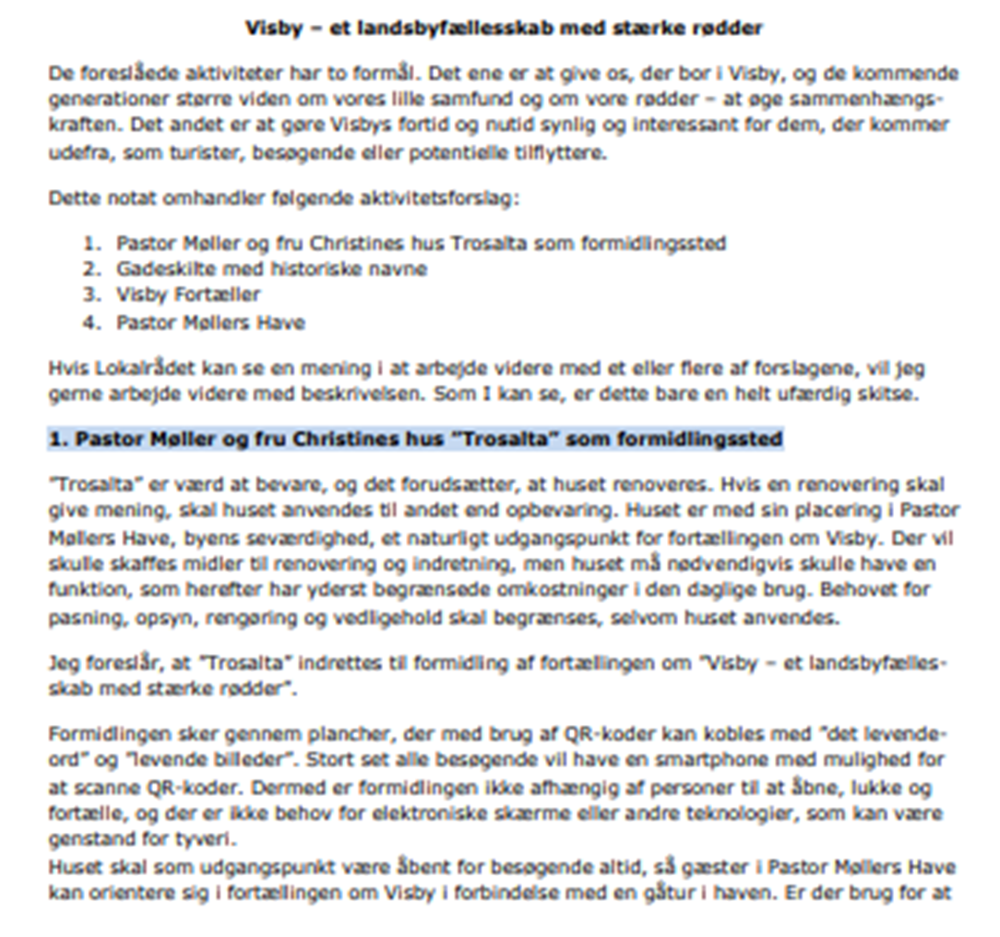 Visby – et landsbyfællesskab med stærke rødder
De foreslåede aktiviteter har to formål. Det ene er at give os, der bor i Visby, og de kommende
generationer større viden om vores lille samfund og om vore rødder – at øge sammenhængs-
kraften. Det andet er at gøre Visbys fortid og nutid synlig og interessant for dem, der kommer
udefra, som turister, besøgende eller potentielle tilflyttere.
Dette notat omhandler følgende aktivitetsforslag:
1. Pastor Møller og fru Christines hus Trosalta som formidlingssted
2. Gadeskilte med historiske navne
3. Visby Fortæller
4. Pastor Møllers Have
Hvis Lokalrådet kan se en mening i at arbejde videre med et eller flere af forslagene, vil jeg
gerne arbejde videre med beskrivelsen. Som I kan se, er dette bare en helt ufærdig skitse.
1. Pastor Møller og fru Christines hus "Trosalta" som formidlingssted
"Trosalta" er værd at bevare, og det forudsætter, at huset renoveres. Hvis en renovering skal
give mening, skal huset anvendes til andet end opbevaring. Huset er med sin placering i Pastor
Møllers Have, byens seværdighed, et naturligt udgangspunkt for fortællingen om Visby. Der vil
skulle skaffes midler til renovering og indretning, men huset må nødvendigvis skulle have en
funktion, som herefter har yderst begrænsede omkostninger i den daglige brug. Behovet for
pasning, opsyn, rengøring og vedligehold skal begrænses, selvom huset anvendes.
Jeg foreslår, at "Trosalta" indrettes til formidling af fortællingen om "Visby – et landsbyfælles-
skab med stærke rødder".
Formidlingen sker gennem plancher, der med brug af QR-koder kan kobles med "det levende-
ord" og "levende billeder". Stort set alle besøgende vil have en smartphone med mulighed for
at scanne QR-koder. Dermed er formidlingen ikke afhængig af personer til at åbne, lukke og
fortælle, og der er ikke behov for elektroniske skærme eller andre teknologier, som kan være
genstand for tyveri.
Huset skal som udgangspunkt være åbent for besøgende altid, så gæster i Pastor Møllers Have
kan orientere sig i fortællingen om Visby i forbindelse med en gåtur i haven. Er der brug for at